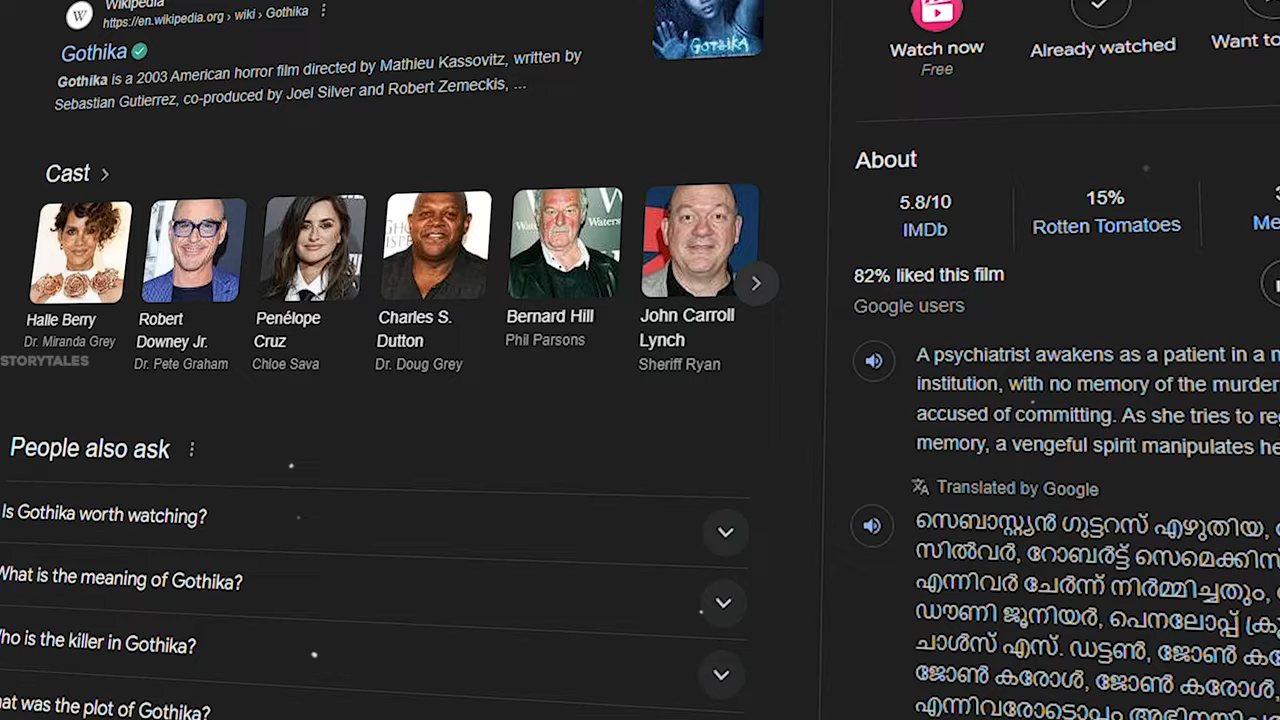 Wikipedia
https://en.wikipedia.org › wiki › Gothika
Gothika
Gothika is a 2003 American horror film directed by Mathieu Kassovitz, written by
Sebastian Gutierrez, co-produced by Joel Silver and Robert Zemeckis, ...
GOTHIKA
Cast
Halle Berry
Dr. Miranda Grey
Robert
Downey Jr.
Dr. Pete Graham
Penélope
Cruz
Chloe Sava
Charles S.
Dutton
Dr. Doug Grey
Bernard Hill
Phil Parsons
John Carroll
Lynch
Sheriff Ryan
STORYTALES
People also ask
Is Gothika worth watching?
What is the meaning of Gothika?
Who is the killer in Gothika?
What was the plot of Gothika?
Watch now
Free
Already watched
Want to
About
5.8/10
IMDb
15%
Rotten Tomatoes
Me
82% liked this film
Google users
A psychiatrist awakens as a patient in a
institution, with no memory of the murder
accused of committing. As she tries to
memory, a vengeful spirit manipulates
Translated by Google
സെബാസ്റ്റ്യൻ ഗുട്ടറസ് എഴുതിയ,
സിൽവർ, റോബർട്ട് സെമെക്കിസ്
എന്നിവർ ചേർന്ന് നിർമ്മിച്ചതും,
ഡൗണി ജൂനിയർ, പെനലോപ്പ്
ചാൾസ് എസ്. ഡട്ടൺ, ജോൺ
ജോൺ കരോൾ, ജോൺ കരോൾ
എന്നിവരോടൊപ്പം